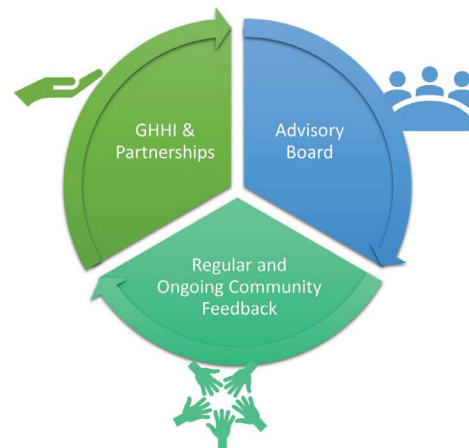 GHHI &
Partnerships
Advisory
Board
Regular and
Ongoing Community
Feedback